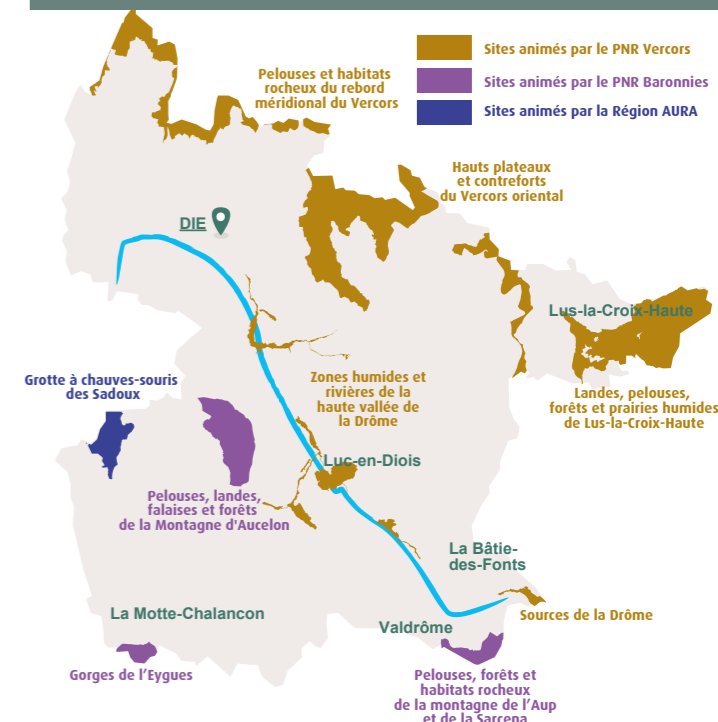 Sites animés par le PNR Vercors
Sites animés par le PNR Baronnies
Sites animés par la Région AURA
Pelouses et habitats
rocheux du rebord
méridional du Vercors
Hauts plateaux
et contreforts
du Vercors oriental
DIE
Lus-la-Croix-Haute
Grotte à chauves-souris
des Sadoux
Zones humides et
rivières de la
haute vallée de
la Drôme
Landes, pelouses,
forêts et prairies humides
de Lus-la-Croix-Haute
Luc-en-Diois
Pelouses, landes,
falaises et forêts
de la Montagne d'Aucelon
La Bâtie-
des-Fonts
La Motte-Chalancon
Valdrôme
Sources de la Drôme
Gorges de l'Eygues
Pelouses, forêts et
habitats rocheux
de la montagne de l'Aup
et de la Sarcena